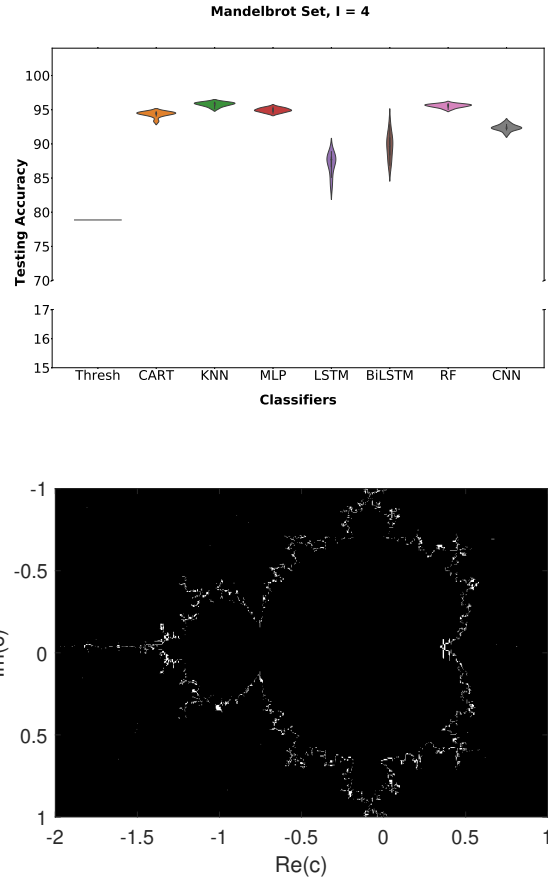 Mandelbrot Set, I = 4
100
95
90
85
80
75
70
17
16
15
Testing Accuracy
Thresh CART KNN MLP LSTM BiLSTM RF CNN
Classifiers
-1
-0.5
0
0.5
1
-2 -1.5 -1 -0.5 0 0.5 1
Re(c)